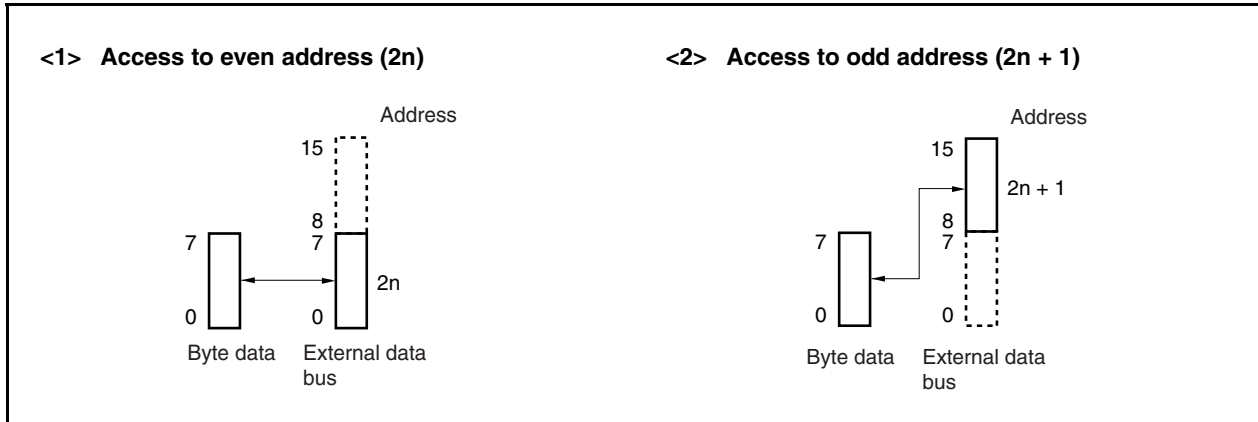 <1> Access to even address (2n)
Address
15
8
7
7
2n
0
0
Byte data
External data
bus
<2> Access to odd address (2n + 1)
Address
15
2n + 1
8
7
7
0
0
Byte data
External data
bus